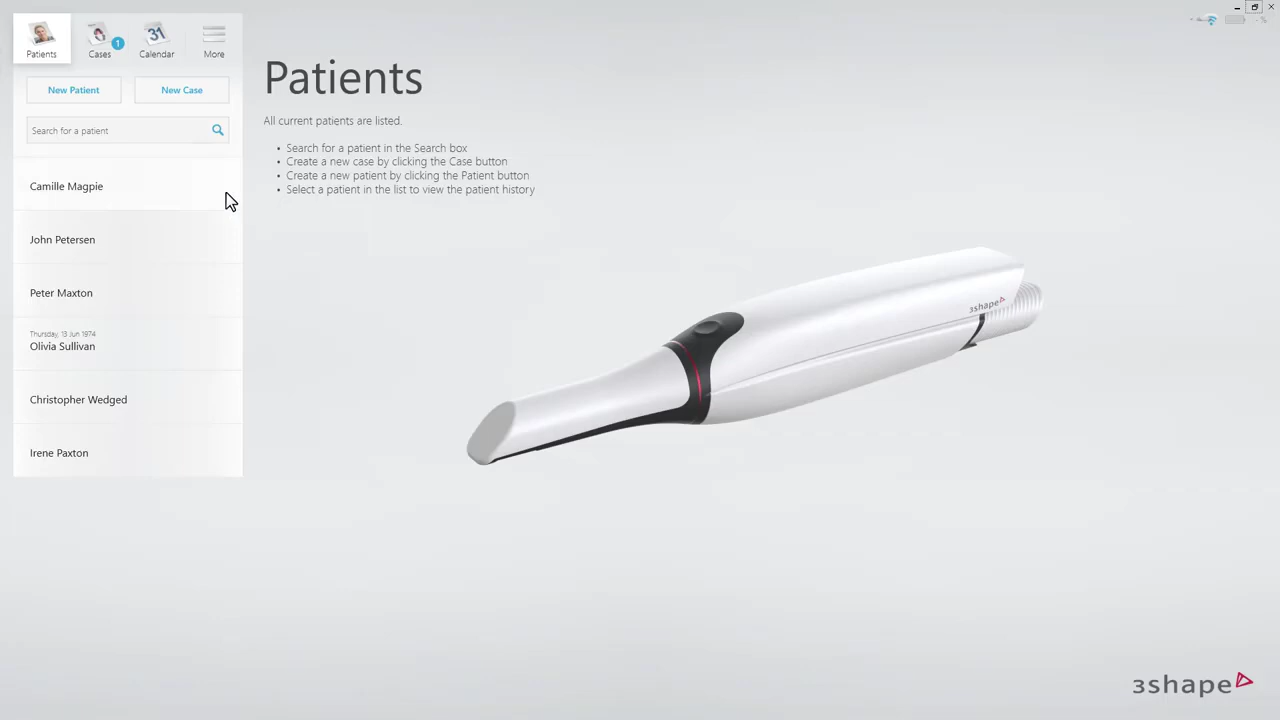 Patients
Cases
1
31
Calendar
More
New Patient
New Case
Search for a patient
Camille Magpie
John Petersen
Peter Maxton
Thursday, 13 Jun 1974
Olivia Sullivan
Christopher Wedged
Irene Paxton
Patients
All current patients are listed.
• Search for a patient in the Search box
• Create a new case by clicking the Case button
• Create a new patient by clicking the Patient button
• Select a patient in the list to view the patient history
3shape
3shape